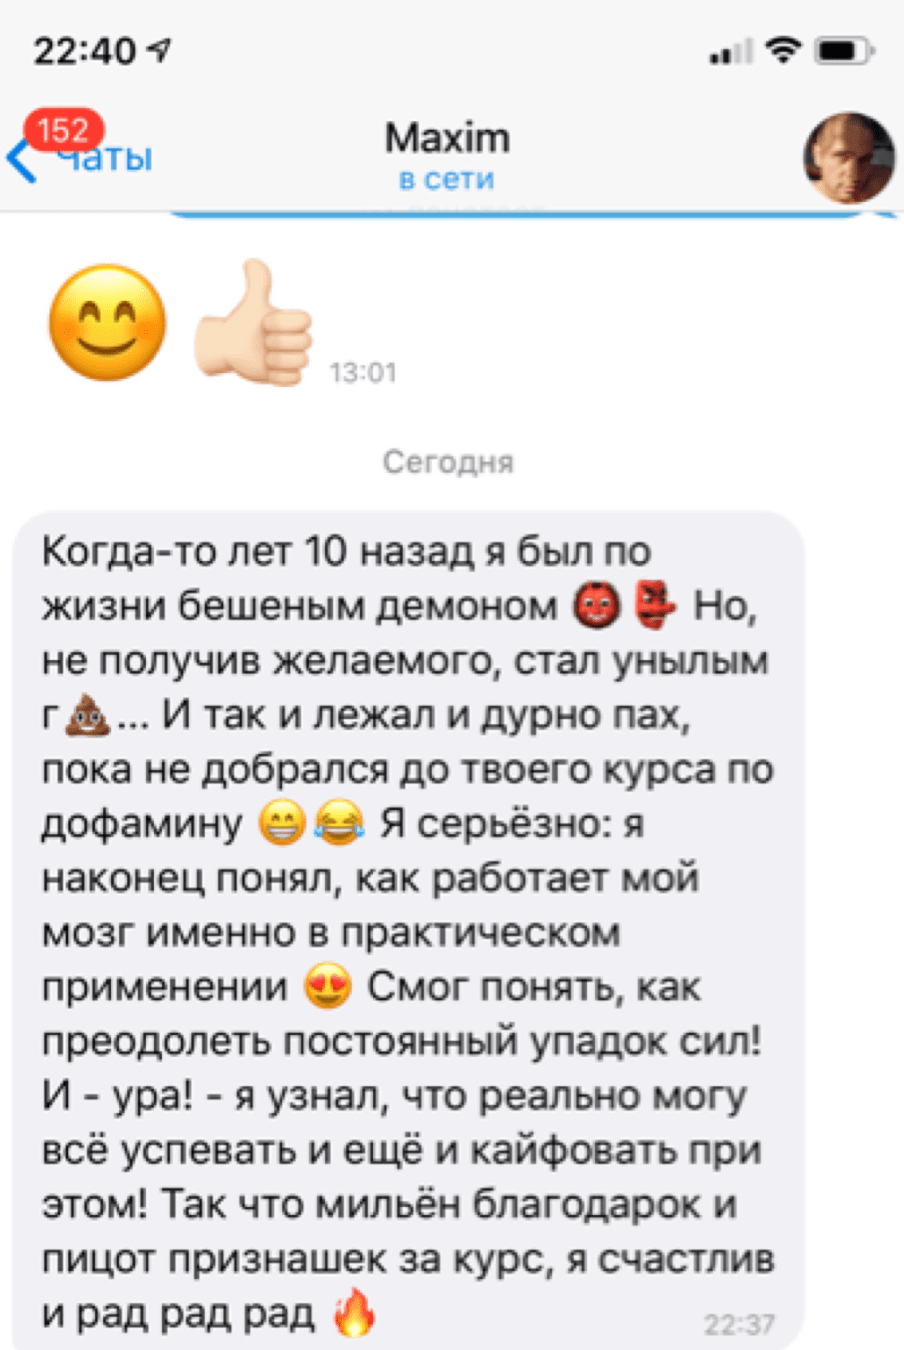 22:40
152
Чаты
Maxim
в сети
13:01
Сегодня
Когда-то лет 10 назад я был по
жизни бешеным демоном 👹 👺 Но,
не получив желаемого, стал унылым
г💩... И так и лежал и дурно пах,
пока не добрался до твоего курса по
дофамину 😁😂 Я серьёзно: я
наконец понял, как работает мой
мозг именно в практическом
применении 😍 Смог понять, как
преодолеть постоянный упадок сил!
И - ура! - я узнал, что реально могу
всё успевать и ещё и кайфовать при
этом! Так что мильён благодарок и
пицот признашек за курс, я счастлив
и рад рад рад 🔥
22:37